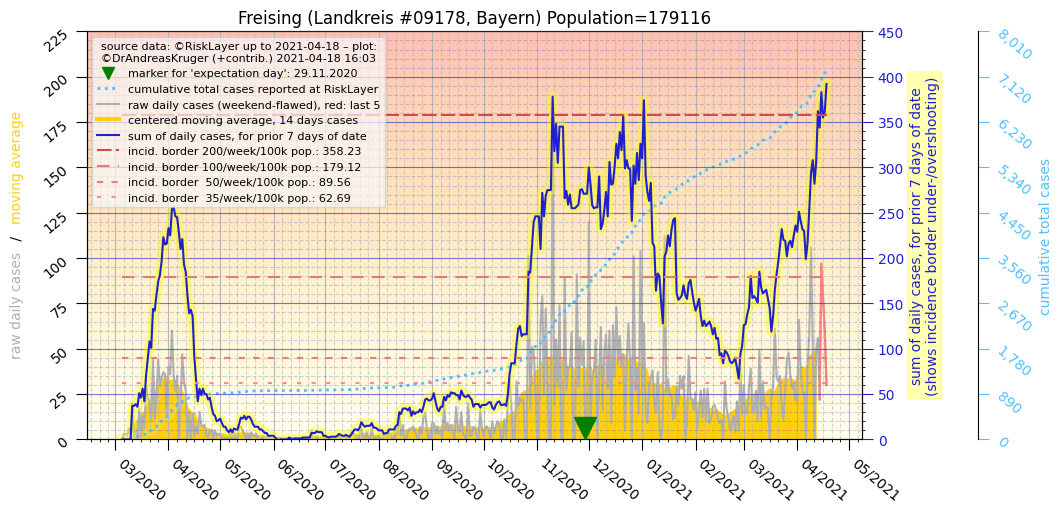 Freising (Landkreis #09178, Bayern) Population=179116
source data: ©RiskLayer up to 2021-04-18 – plot:
©DrAndreasKruger (+contrib.) 2021-04-18 16:03
marker for 'expectation day': 29.11.2020
cumulative total cases reported at RiskLayer
raw daily cases (weekend-flawed), red: last 5
centered moving average, 14 days cases
sum of daily cases, for prior 7 days of date
incid. border 200/week/100k pop.: 358.23
incid. border 100/week/100k pop.: 179.12
incid. border  50/week/100k pop.: 89.56
incid. border  35/week/100k pop.: 62.69
raw daily cases  /  moving average
225
200
175
150
125
100
75
50
25
0
03/2020
04/2020
05/2020
06/2020
07/2020
08/2020
09/2020
10/2020
11/2020
12/2020
01/2021
02/2021
03/2021
04/2021
05/2021
450
400
350
300
250
200
150
100
50
0
sum of daily cases, for prior 7 days of date
(shows incidence border under-/overshooting)
8,010
7,120
6,230
5,340
4,450
3,560
2,670
1,780
890
0
cumulative total cases